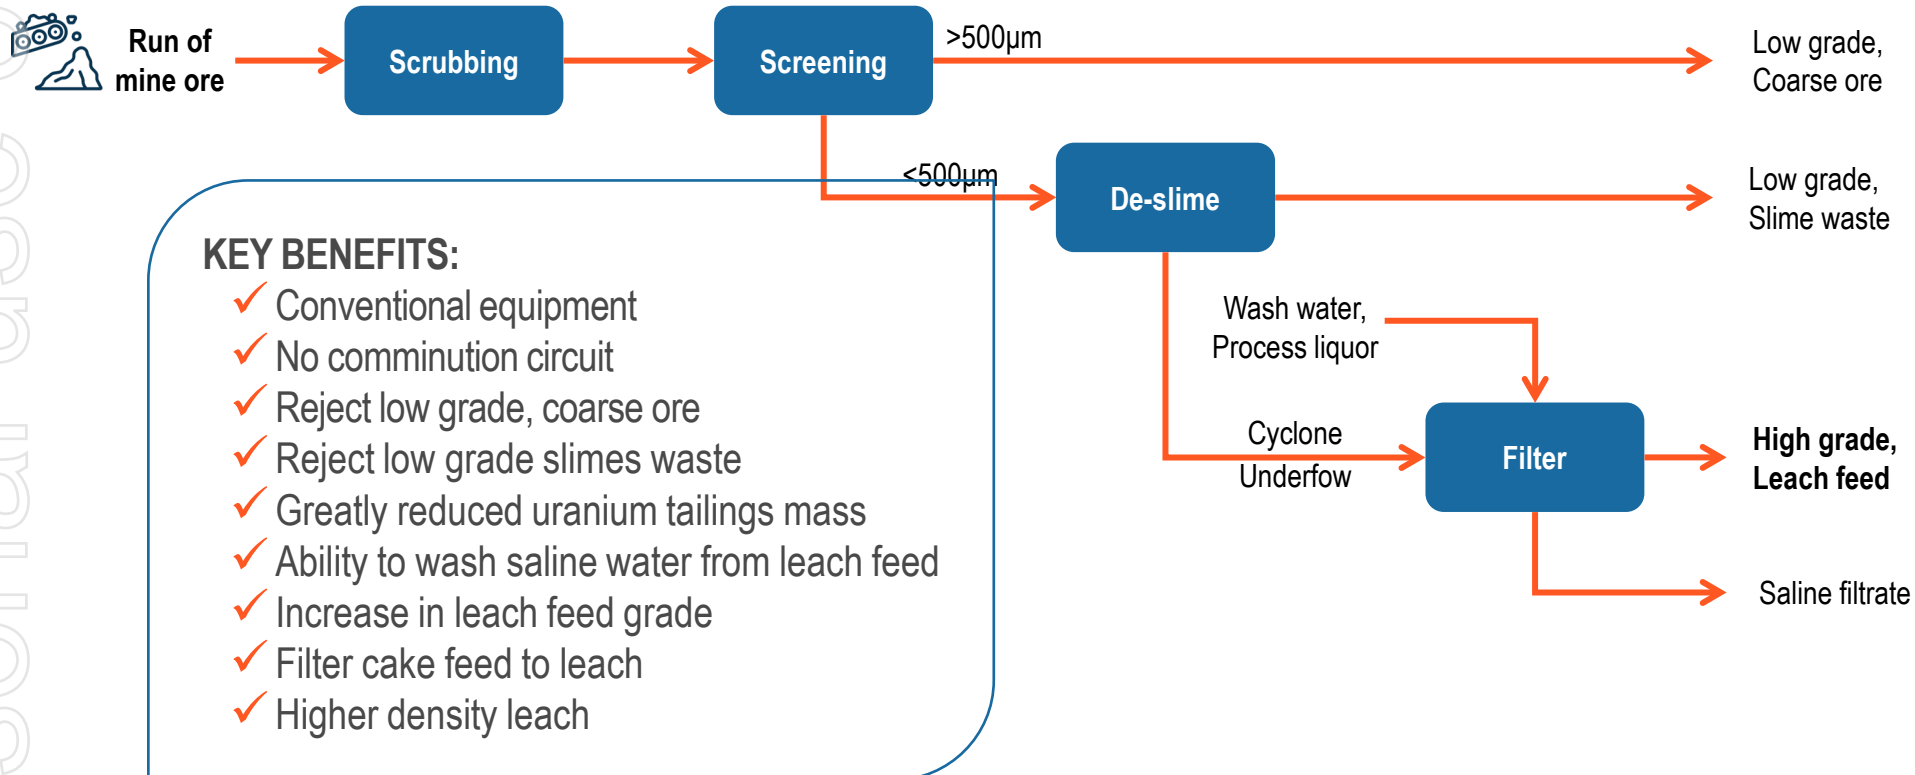 Run of
mine ore
Scrubbing
Screening
>500µm
Low grade,
Coarse ore
<500µm
De-slime
Low grade,
Slime waste
KEY BENEFITS:
✓ Conventional equipment
✓ No comminution circuit
✓ Reject low grade, coarse ore
✓ Reject low grade slimes waste
✓ Greatly reduced uranium tailings mass
✓ Ability to wash saline water from leach feed
✓ Increase in leach feed grade
✓ Filter cake feed to leach
✓ Higher density leach
Wash water,
Process liquor
Cyclone
Underfow
Filter
High grade,
Leach feed
Saline filtrate